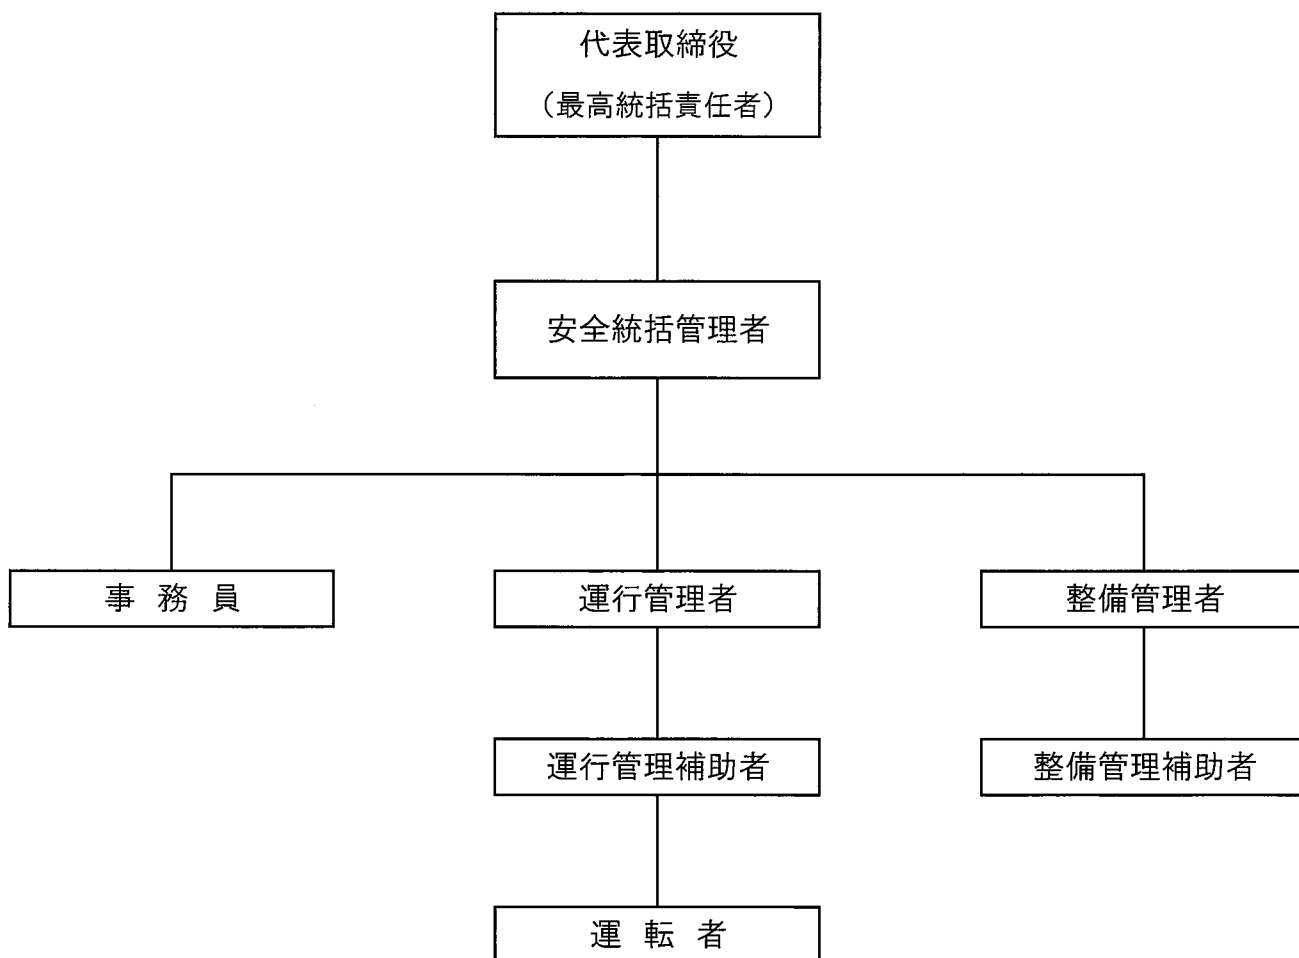 代表取締役
（最高統括責任者）
安全統括管理者
事 務 員
運行管理者
整備管理者
運行管理補助者
整備管理補助者
運 転 者